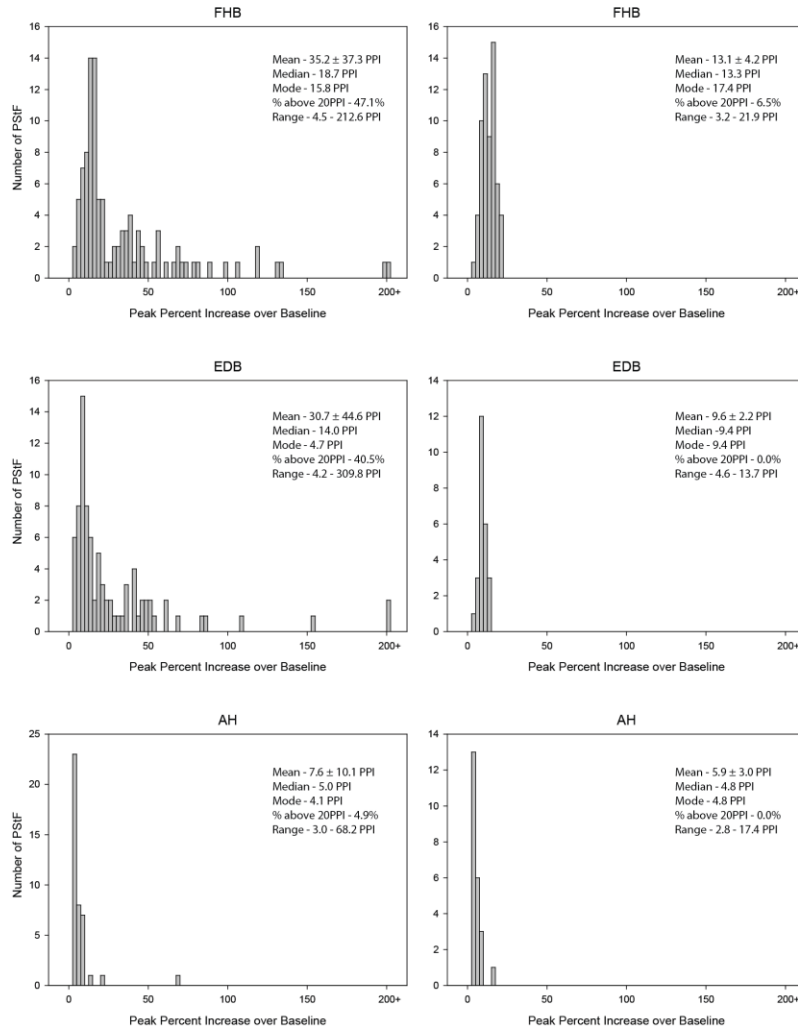 FHB
16
14
12
10
8
6
4
2
0
Number of PStF
Mean - 35.2 ± 37.3 PPI
Median - 18.7 PPI
Mode - 15.8 PPI
% above 20PPI - 47.1%
Range - 4.5 - 212.6 PPI
0 50 100 150 200+
Peak Percent Increase over Baseline
FHB
16
14
12
10
8
6
4
2
0
Mean - 13.1 ± 4.2 PPI
Median - 13.3 PPI
Mode - 17.4 PPI
% above 20PPI - 6.5%
Range - 3.2 - 21.9 PPI
0 50 100 150 200+
Peak Percent Increase over Baseline
EDB
16
14
12
10
8
6
4
2
0
Number of PStF
Mean - 30.7 ± 44.6 PPI
Median - 14.0 PPI
Mode - 4.7 PPI
% above 20PPI - 40.5%
Range - 4.2 - 309.8 PPI
0 50 100 150 200+
Peak Percent Increase over Baseline
EDB
14
12
10
8
6
4
2
0
Mean - 9.6 ± 2.2 PPI
Median -9.4 PPI
Mode - 9.4 PPI
% above 20PPI - 0.0%
Range - 4.6 - 13.7 PPI
0 50 100 150 200+
Peak Percent Increase over Baseline
AH
25
20
15
10
5
0
Number of PStF
Mean - 7.6 ± 10.1 PPI
Median - 5.0 PPI
Mode - 4.1 PPI
% above 20PPI - 4.9%
Range - 3.0 - 68.2 PPI
0 50 100 150 200+
Peak Percent Increase over Baseline
AH
14
12
10
8
6
4
2
0
Mean - 5.9 ± 3.0 PPI
Median - 4.8 PPI
Mode - 4.8 PPI
% above 20PPI - 0.0%
Range - 2.8 - 17.4 PPI
0 50 100 150 200+
Peak Percent Increase over Baseline